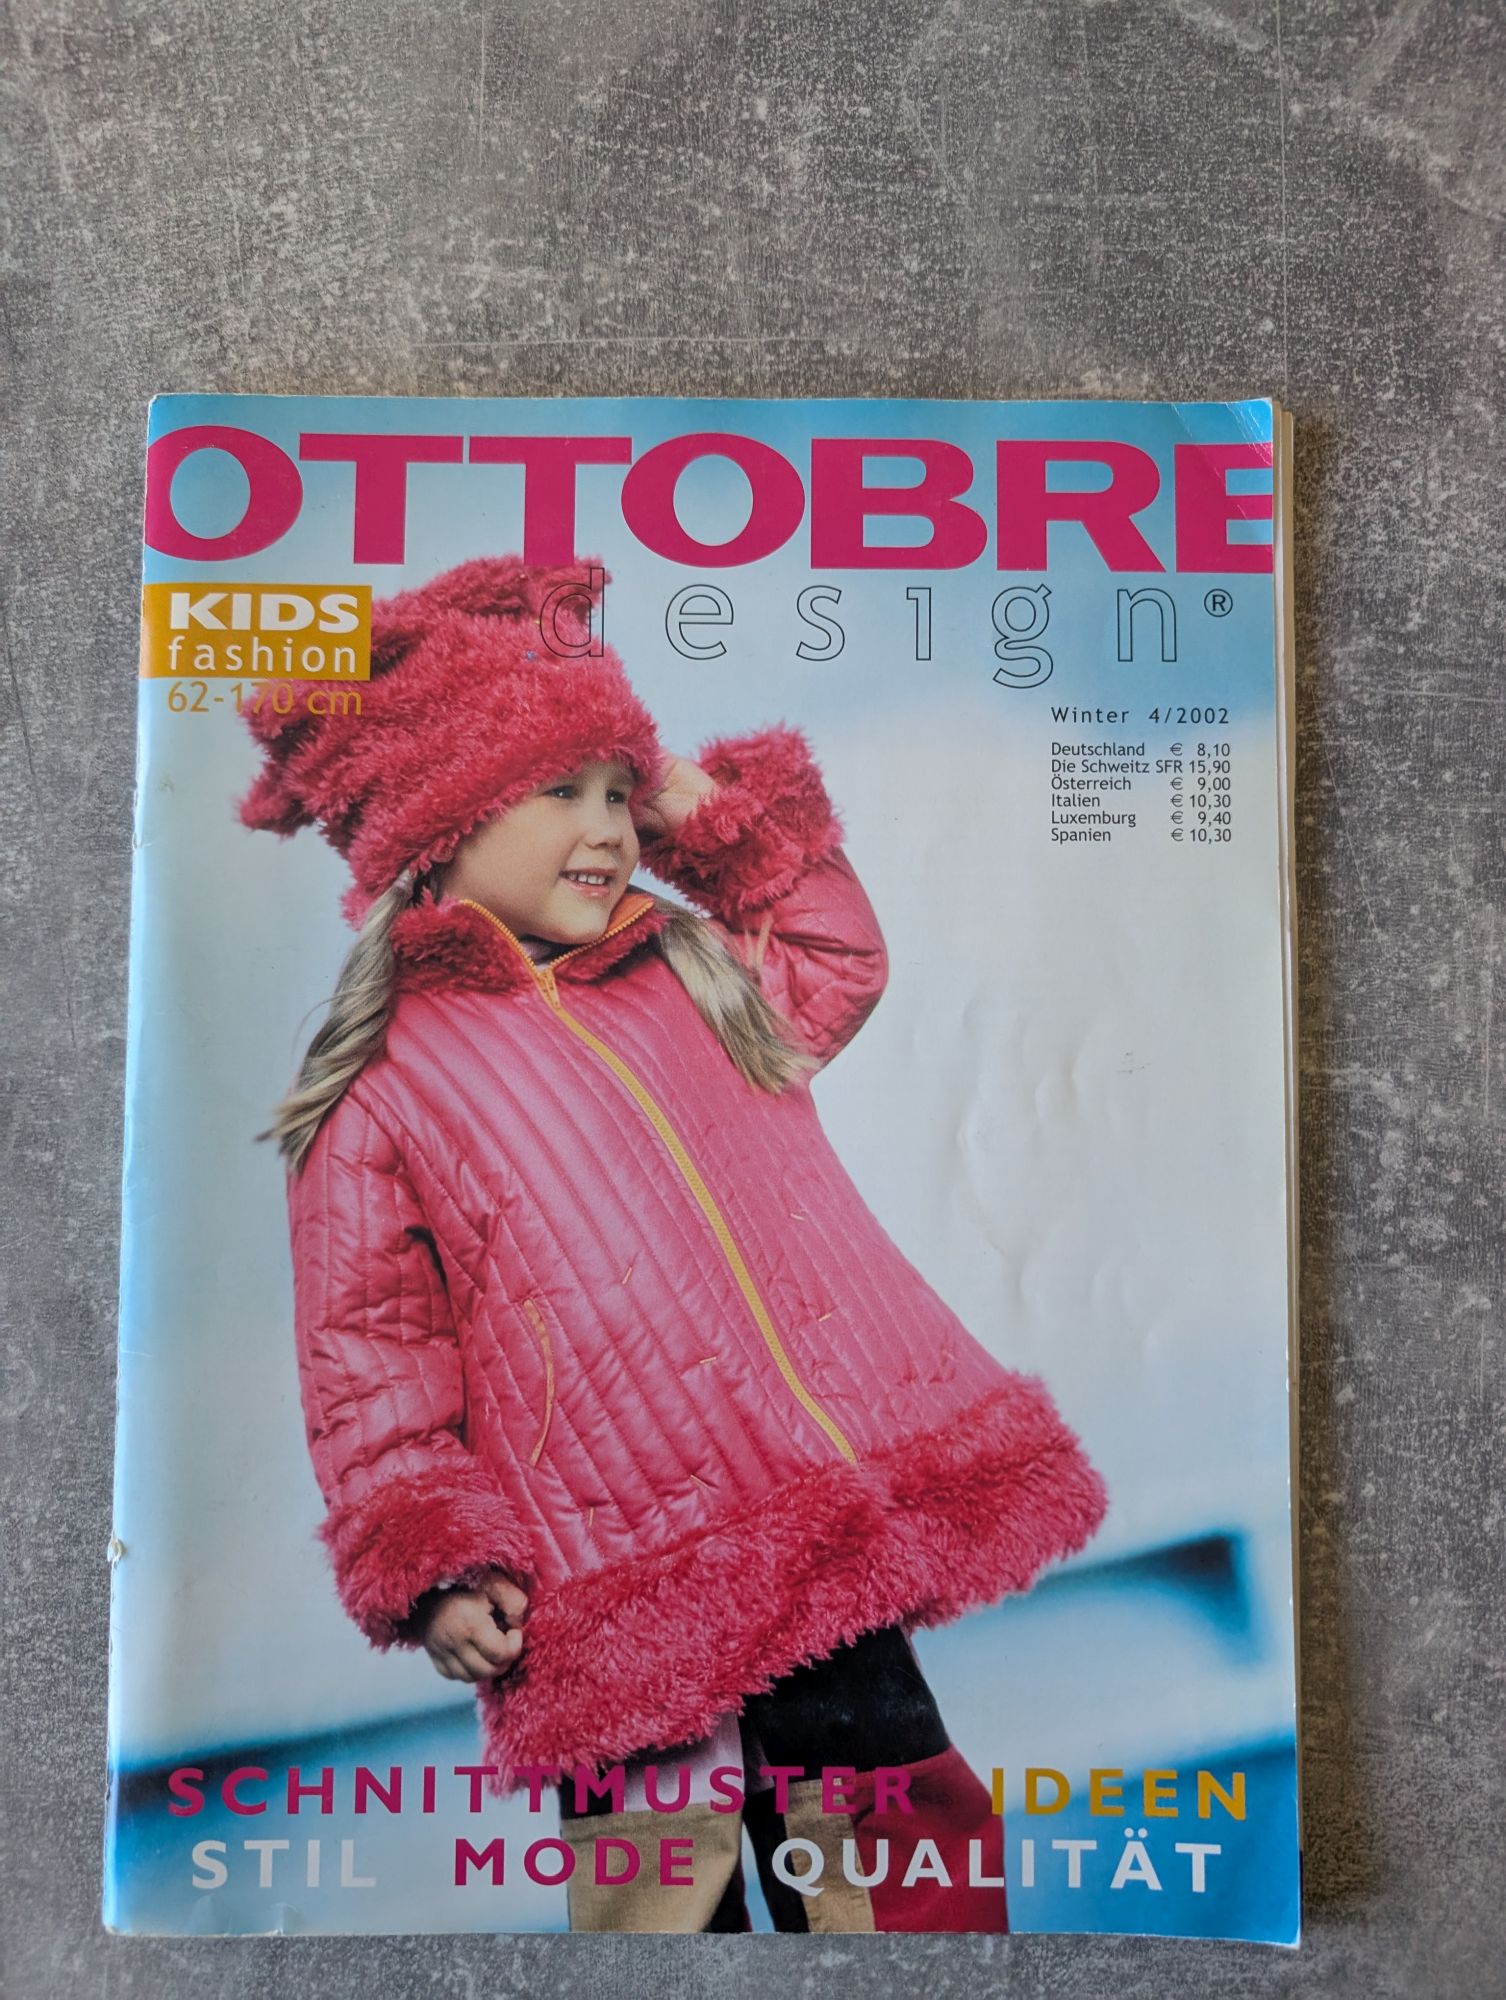 OTTOBRE
design®
KIDS
fashion
62-170 cm
Winter 4/2002
Deutschland € 8,10
Die Schweitz SFR 15,90
Österreich € 9,00
Italien € 10,30
Luxemburg € 9,40
Spanien € 10,30
SCHNITTMUSTER IDEEN
STIL MODE QUALITÄT